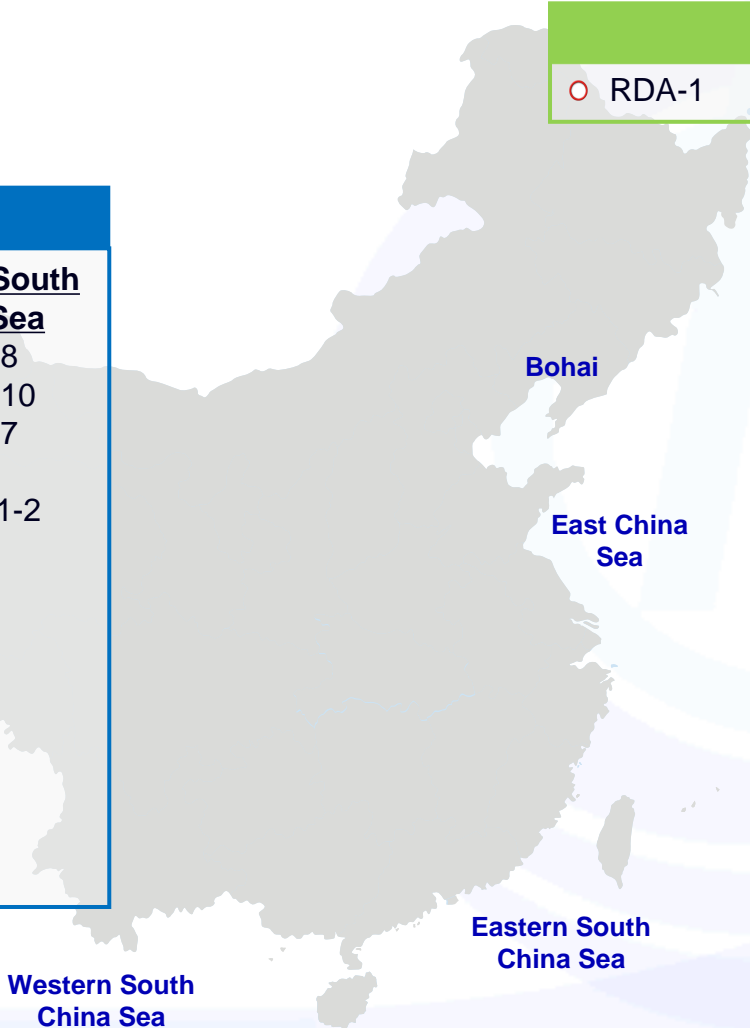 RDA-1
South
Sea
8
10
7
1-2
Bohai
East China
Sea
Eastern South
China Sea
Western South
China Sea